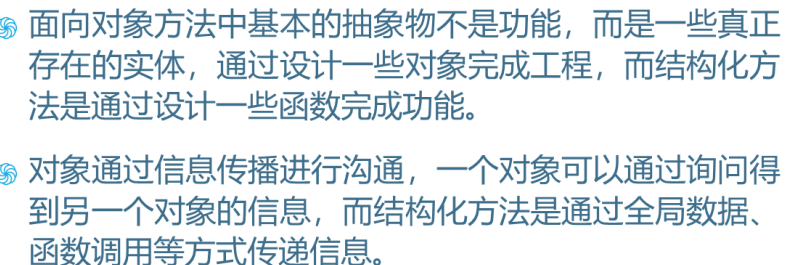 面向对象方法中基本的抽象物不是功能，而是一些真正
存在的实体，通过设计一些对象完成工程，而结构化方
法是通过设计一些函数完成功能。
对象通过信息传播进行沟通，一个对象可以通过询问得
到另一个对象的信息，而结构化方法是通过全局数据、
函数调用等方式传递信息。